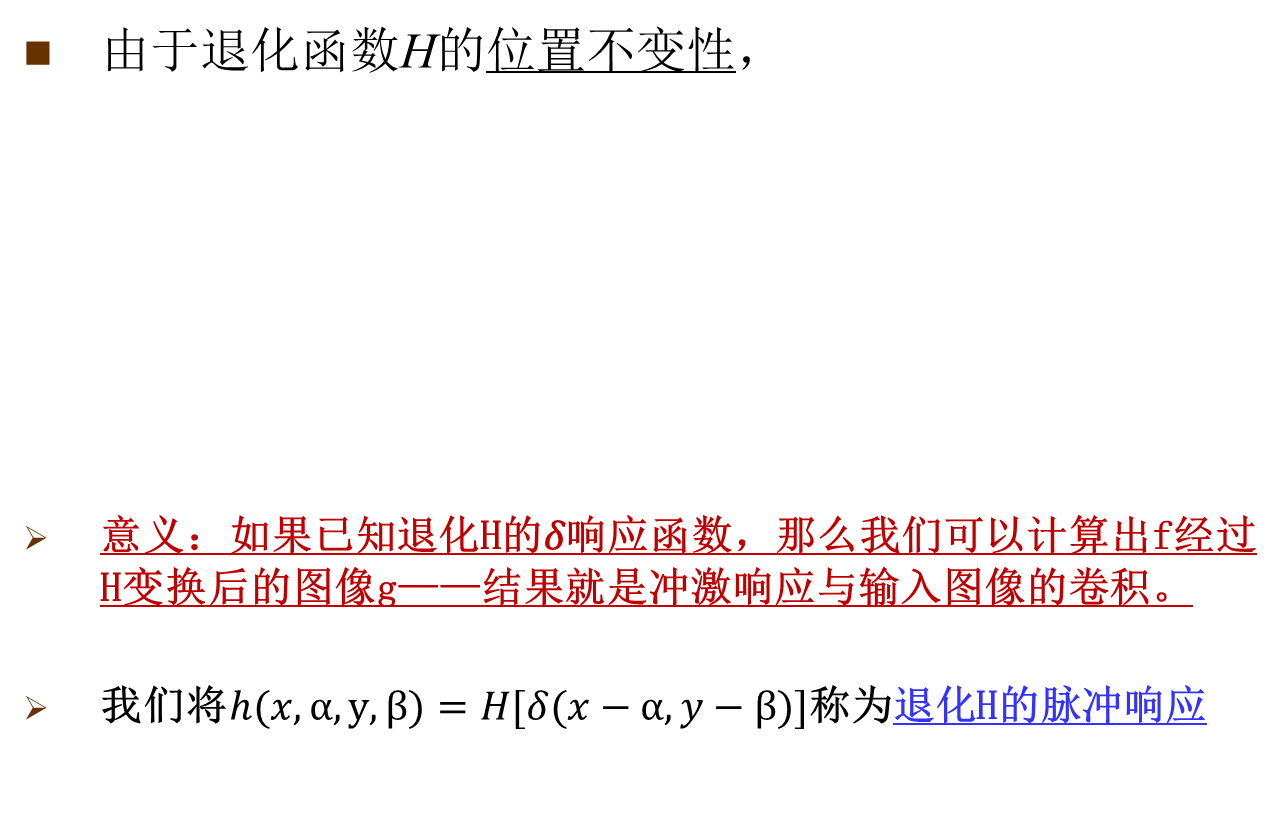 由于退化函数H的位置不变性，
意义：如果已知退化H的δ响应函数，那么我们可以计算出f经过
H变换后的图像g——结果就是冲激响应与输入图像的卷积。
我们将h(x, α, y, β) = H[δ(x − α, y − β)]称为退化H的脉冲响应